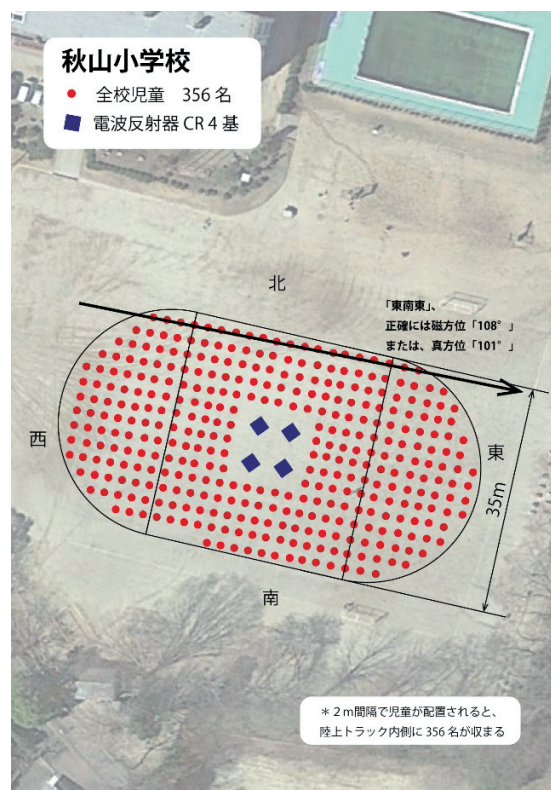 秋山小学校
全校児童 356 名
電波反射器 CR 4 基
北
「東南東」、
正確には磁方位「108°」
または、真方位「101°」
西
東
35m
南
＊2m間隔で児童が配置されると、
陸上トラック内側に 356 名が収まる